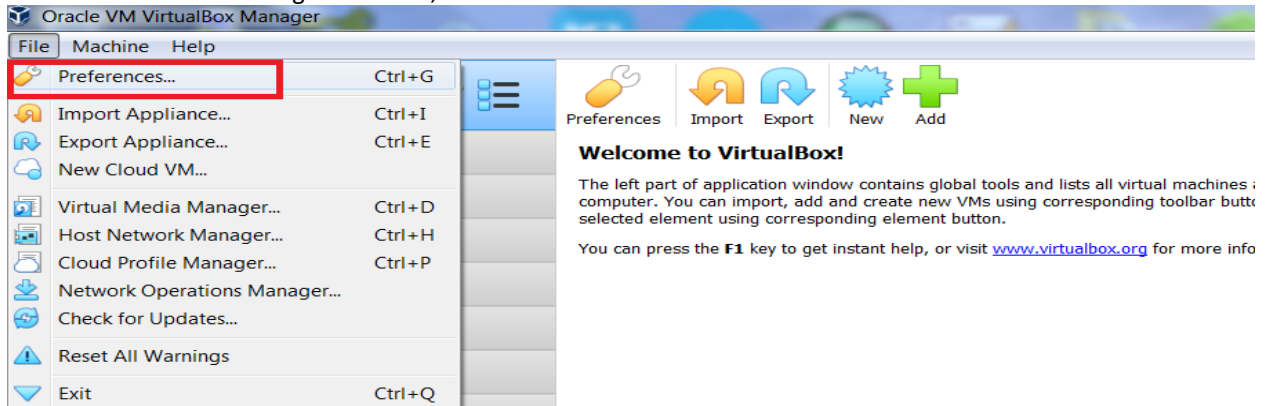 Oracle VM VirtualBox Manager
File Machine Help
Preferences... Ctrl+G
Import Appliance... Ctrl+I
Export Appliance... Ctrl+E
New Cloud VM...
Virtual Media Manager... Ctrl+D
Host Network Manager... Ctrl+H
Cloud Profile Manager... Ctrl+P
Network Operations Manager...
Check for Updates...
Reset All Warnings
Exit Ctrl+Q
Preferences Import Export New Add
Welcome to VirtualBox!
The left part of application window contains global tools and lists all virtual machines
computer. You can import, add and create new VMs using corresponding toolbar
selected element using corresponding element button.
You can press the F1 key to get instant help, or visit www.virtualbox.org for more